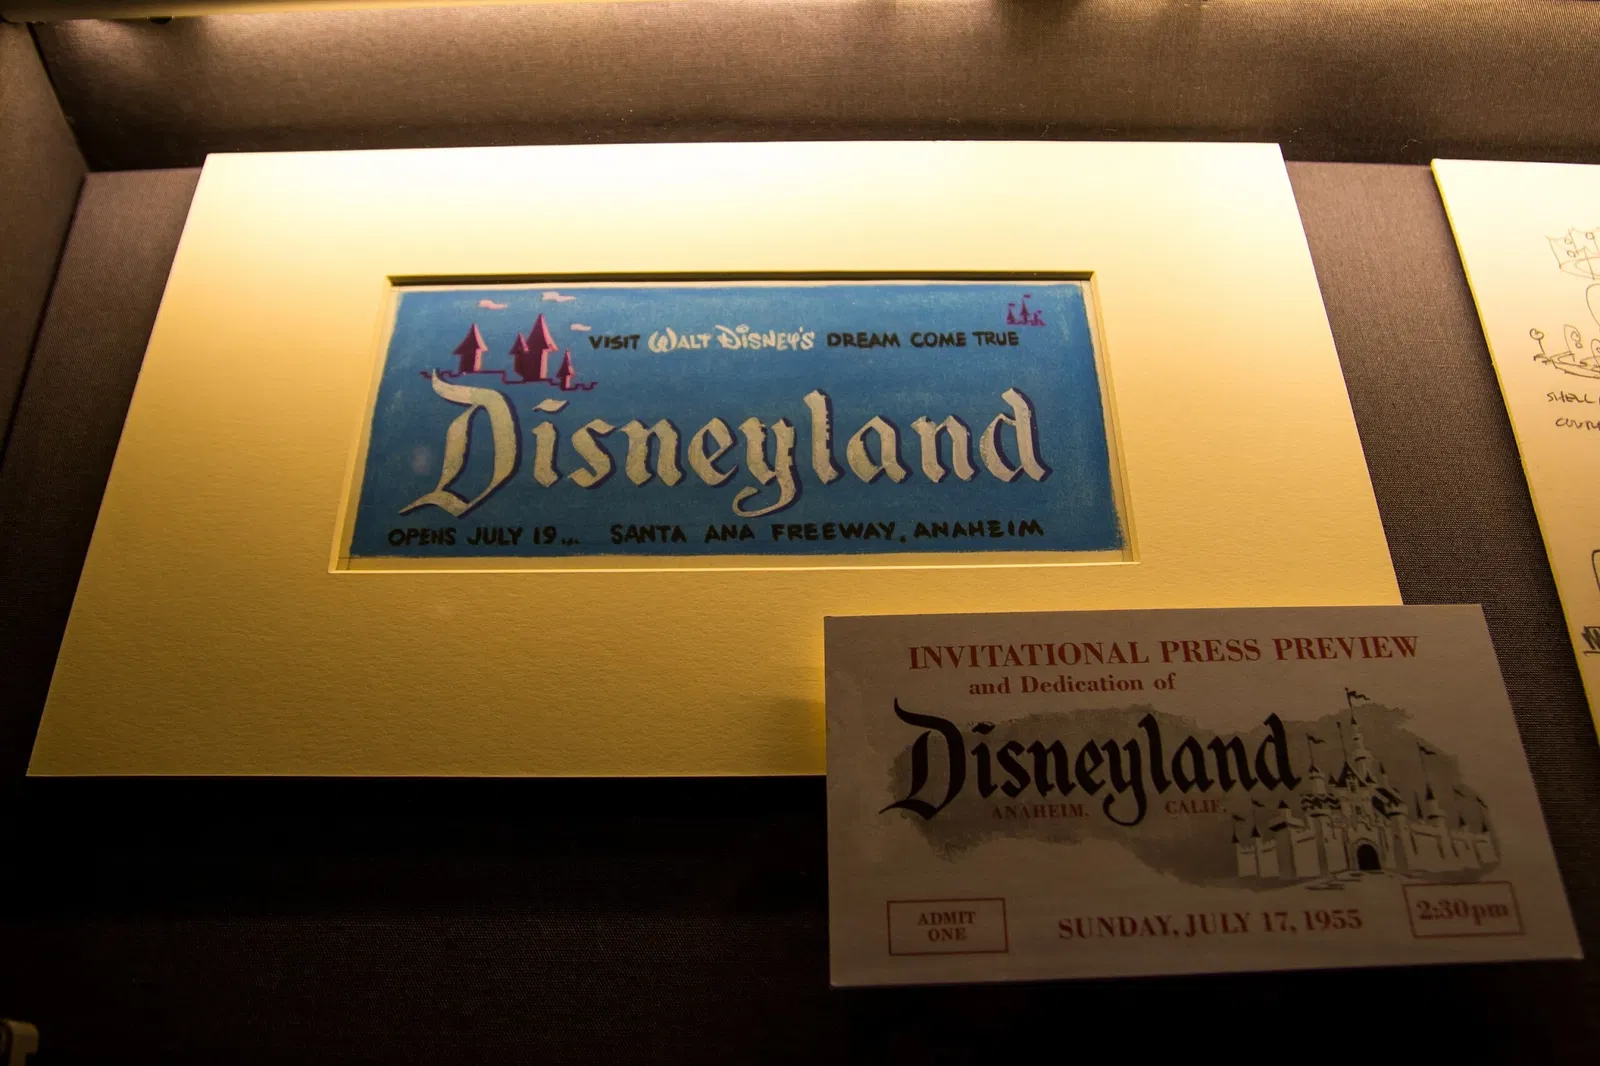 VISIT WALT DISNEY'S DREAM COME TRUE
Disneyland
OPENS JULY 19... SANTA ANA FREEWAY, ANAHEIM
INVITATIONAL PRESS PREVIEW
and Dedication of
Disneyland
ANAHEIM, CALIF.
ADMIT
ONE
SUNDAY, JULY 17, 1955
2:30pm
SHELL